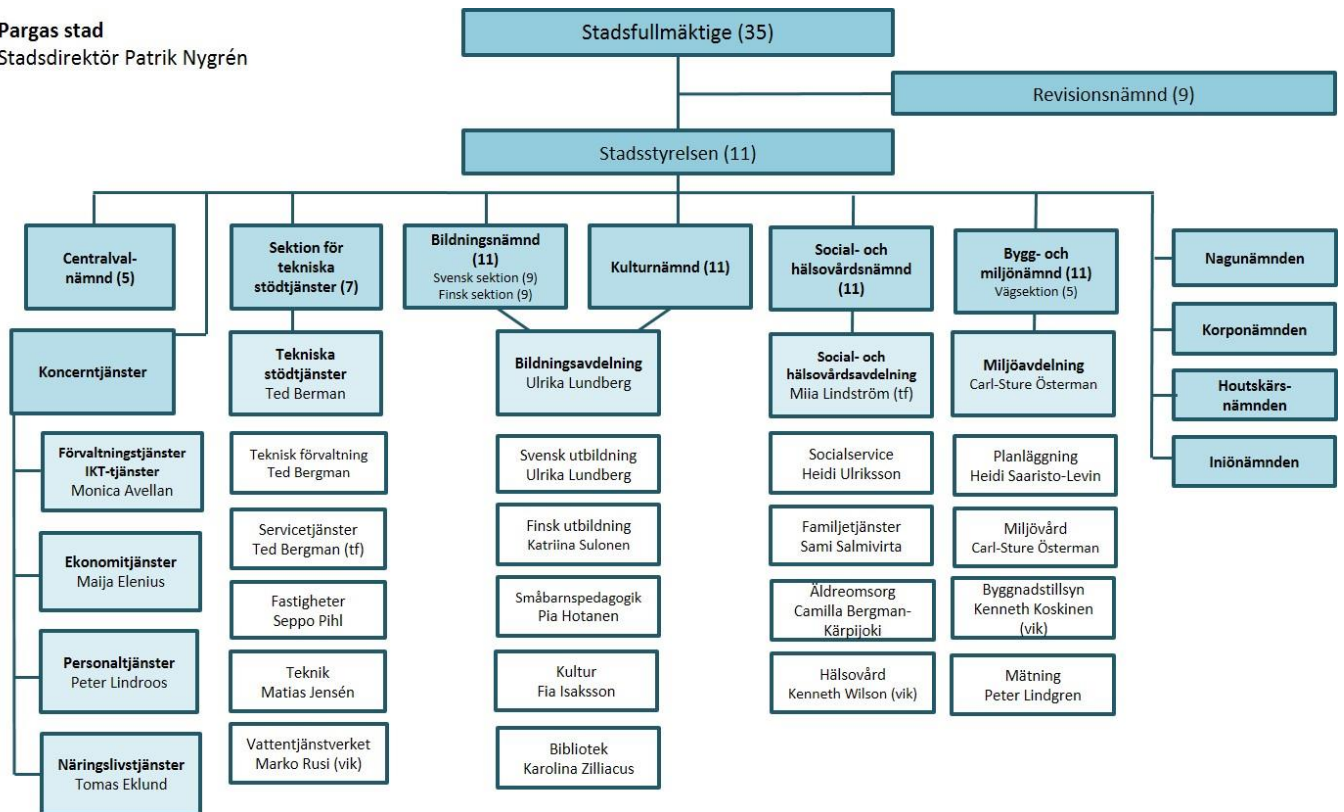 Pargas stad
Stadsdirektör Patrik Nygrén
Stadsfullmäktige (35)
Revisionsnämnd (9)
Stadsstyrelsen (11)
Centralval-
nämnd (5)
Sektion för
tekniska
stödtjänster (7)
Bildningsnämnd
(11)
Svensk sektion (9)
Finsk sektion (9)
Kulturnämnd (11)
Social- och
hälsovårdsnämnd
(11)
Bygg- och
miljönämnd (11)
Vägsektion (5)
Nagunämnden
Korponämnden
Houtskärs-
nämnden
Iniönämnden
Koncerntjänster
Förvaltningstjänster
IKT-tjänster
Monica Avellan
Ekonomitjänster
Maija Elenius
Personaltjänster
Peter Lindroos
Näringslivstjänster
Tomas Eklund
Tekniska
stödtjänster
Ted Berman
Teknisk förvaltning
Ted Bergman
Servicetjänster
Ted Bergman (tf)
Fastigheter
Seppo Pihl
Teknik
Matias Jensén
Vattentjänstverket
Marko Rusi (vik)
Bildningsavdelning
Ulrika Lundberg
Svensk utbildning
Ulrika Lundberg
Finsk utbildning
Katriina Sulonen
Småbarnspedagogik
Pia Hotanen
Kultur
Fia Isaksson
Bibliotek
Karolina Zilliacus
Social- och
hälsovårdsavdelning
Miia Lindström (tf)
Socialservice
Heidi Ulriksson
Familjetjänster
Sami Salmivirta
Äldreomsorg
Camilla Bergman-
Kärpijoki
Hälsovård
Kenneth Wilson (vik)
Miljöavdelning
Carl-Sture Österman
Planläggning
Heidi Saaristo-Levin
Miljövård
Carl-Sture Österman
Byggnadstillsyn
Kenneth Koskinen
(vik)
Mätning
Peter Lindgren